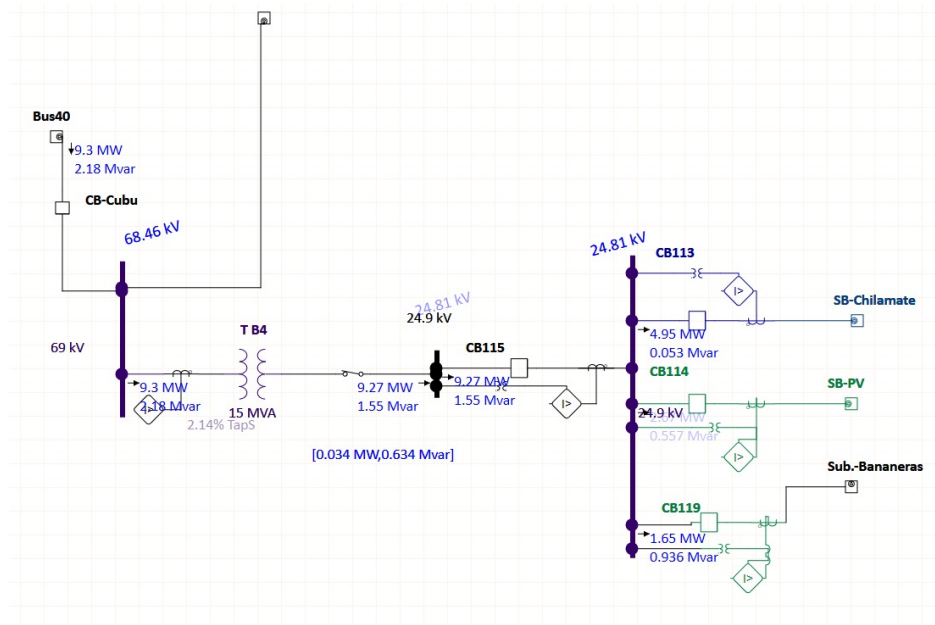 Bus40
9.3 MW
2.18 Mvar
CB-Cubu
68.46 kV
24.81 kV
CB113
SB-Chilamate
24.81 kV
24.9 kV
T B4
69 kV
CB115
4.95 MW
0.053 Mvar
CB114
SB-PV
9.3 MW
2.18 Mvar
15 MVA
2.14% TapS
9.27 MW
1.55 Mvar
9.27 MW
1.55 Mvar
24.9 kV
0.557 Mvar
[0.034 MW,0.634 Mvar]
Sub.-Bananeras
CB119
1.65 MW
0.936 Mvar